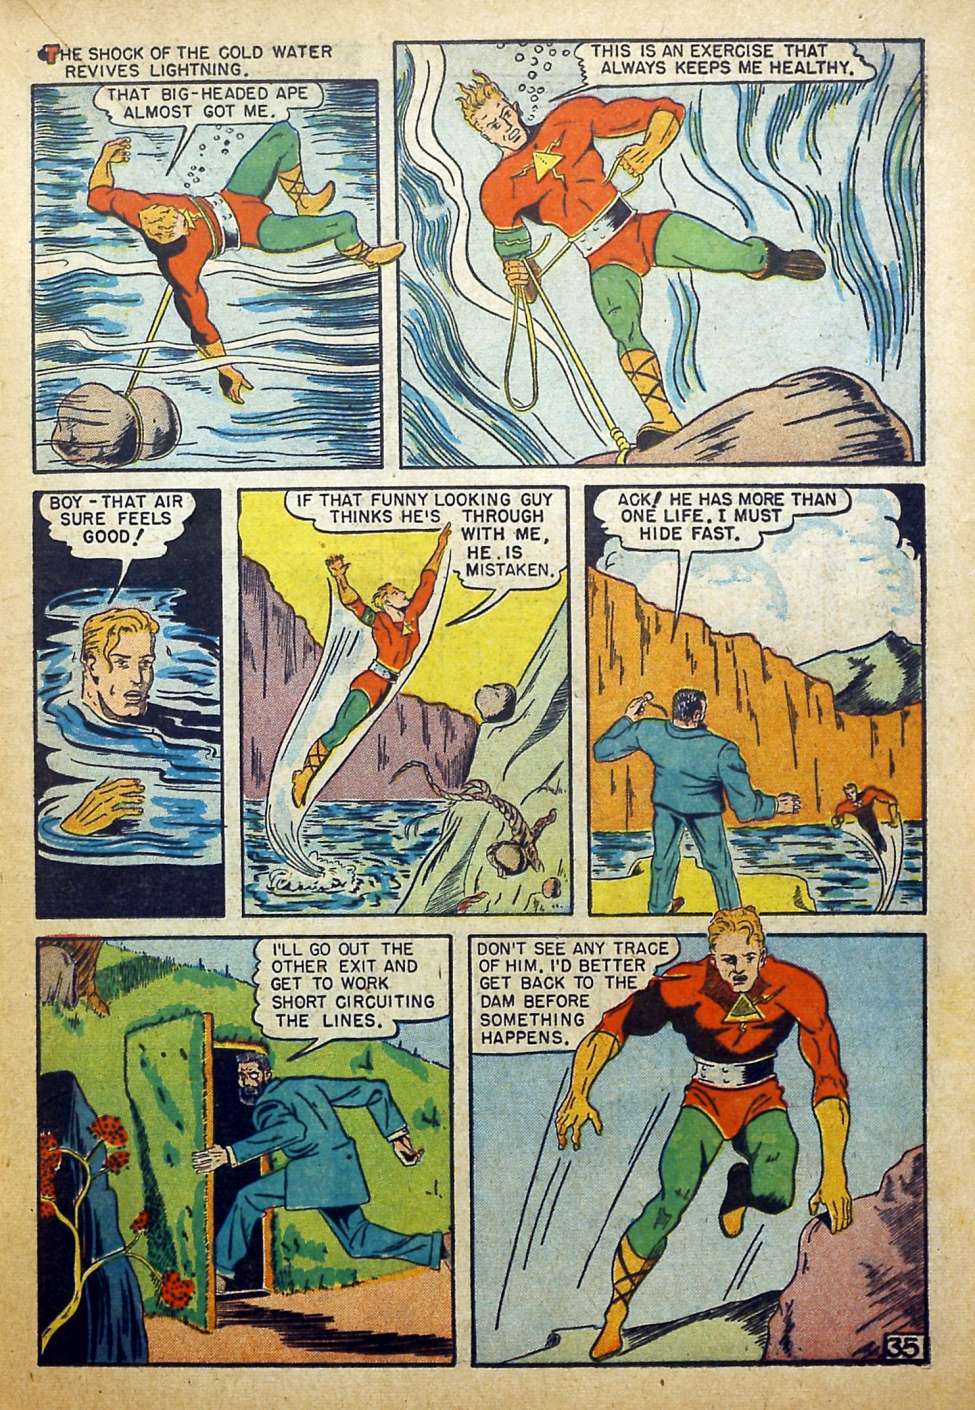 THE SHOCK OF THE COLD WATER
REVIVES LIGHTNING.
THAT BIG-HEADED APE
ALMOST GOT ME.
THIS IS AN EXERCISE THAT
ALWAYS KEEPS ME HEALTHY.
BOY - THAT AIR
SURE FEELS
GOOD!
IF THAT FUNNY LOOKING GUY
THINKS HE'S THROUGH
WITH ME,
HE IS
MISTAKEN.
ACK! HE HAS MORE THAN
ONE LIFE. I MUST
HIDE FAST.
I'LL GO OUT THE
OTHER EXIT AND
GET TO WORK
SHORT CIRCUITING
THE LINES.
DON'T SEE ANY TRACE
OF HIM. I'D BETTER
GET BACK TO THE
DAM BEFORE
SOMETHING
HAPPENS.
35